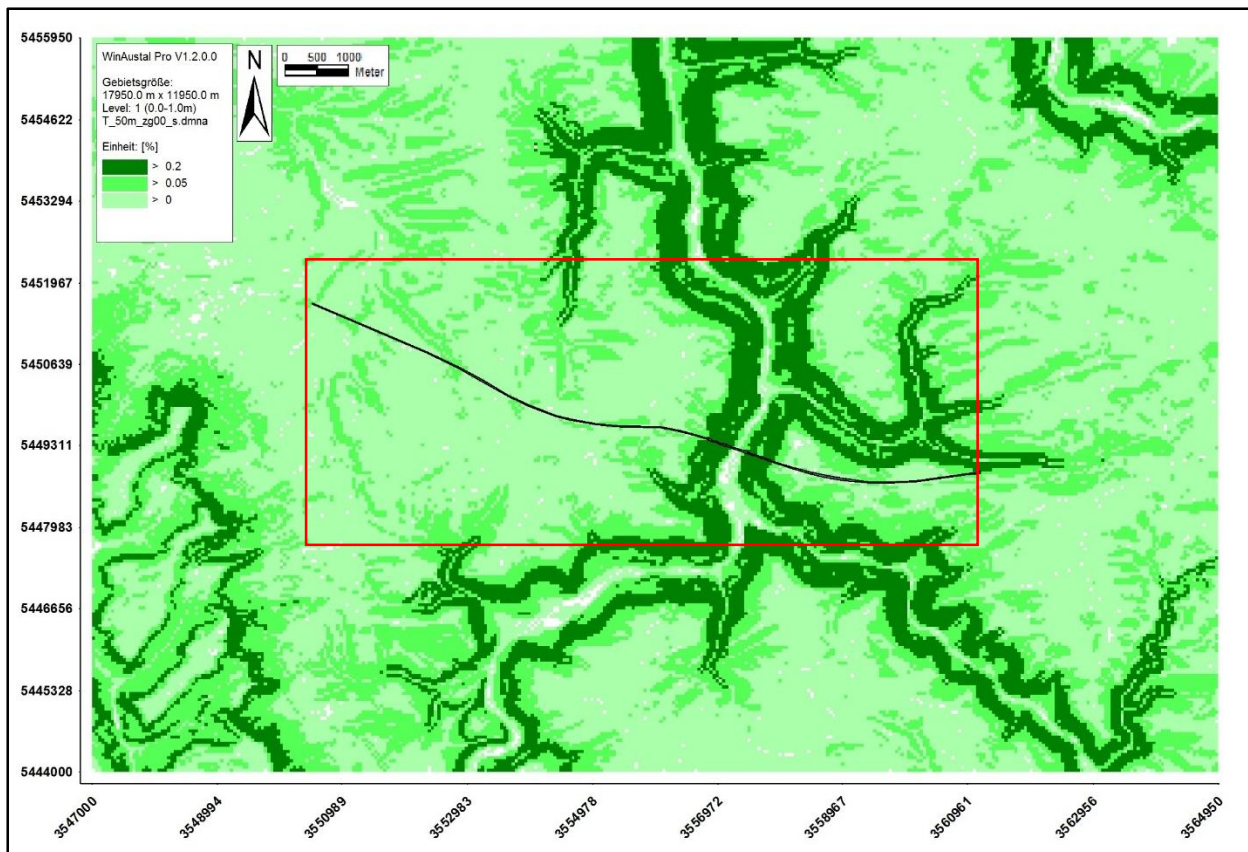 WinAustal Pro V1.2.0.0
Gebietsgröße:
17950.0 m x 11950.0 m
Level: 1 (0.0-1.0m)
T_50m_zg00_s.dmna
Einheit: [%]
> 0.2
> 0.05
> 0
N
0 500 1000
Meter
5455950
5454622
5453294
5451967
5450639
5449311
5447983
5446656
5445328
5444000
3547000
3548994
3550989
3552983
3554978
3556972
3558967
3560961
3562956
3564950